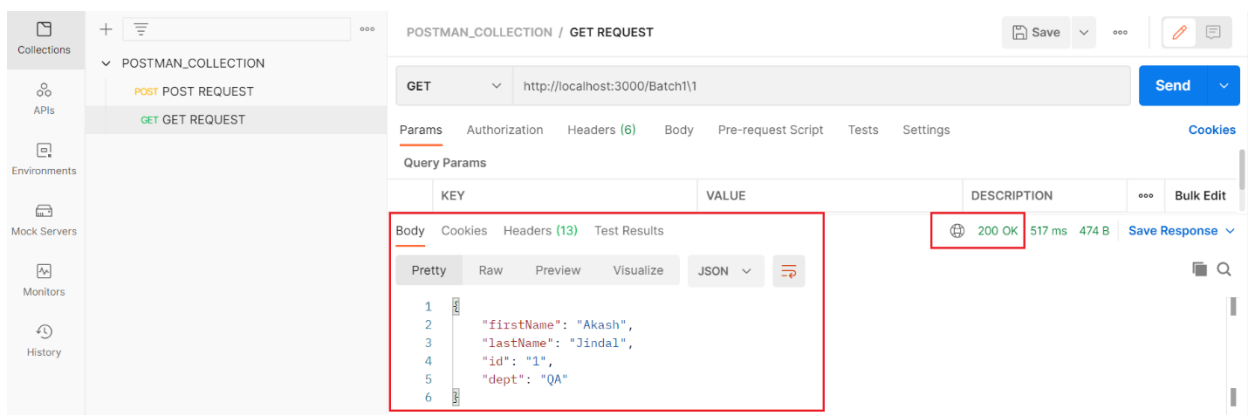 Collections
APIs
Environments
Mock Servers
Monitors
History
POSTMAN_COLLECTION
POST POST REQUEST
GET GET REQUEST
POSTMAN_COLLECTION / GET REQUEST
Save
GET http://localhost:3000/Batch1\1
Send
Params Authorization Headers (6) Body Pre-request Script Tests Settings Cookies
Query Params
KEY VALUE DESCRIPTION Bulk Edit
Body Cookies Headers (13) Test Results 200 OK 517 ms 474 B Save Response
Pretty Raw Preview Visualize JSON
1 {
2 "firstName": "Akash",
3 "lastName": "Jindal",
4 "id": "1",
5 "dept": "QA"
6 }